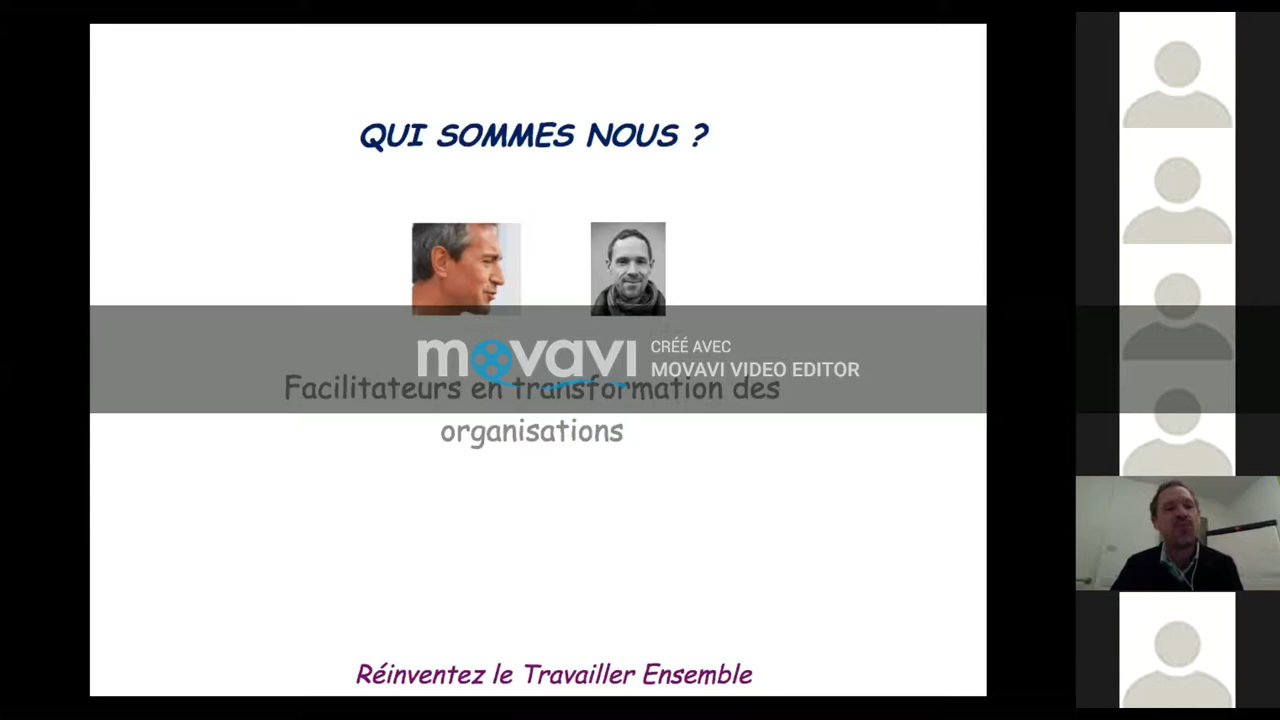 QUI SOMMES NOUS ?
movavi
CRÉÉ AVEC
MOVAVI VIDEO EDITOR
Facilitateurs en transformation des
organisations
Réinventez le Travailler Ensemble